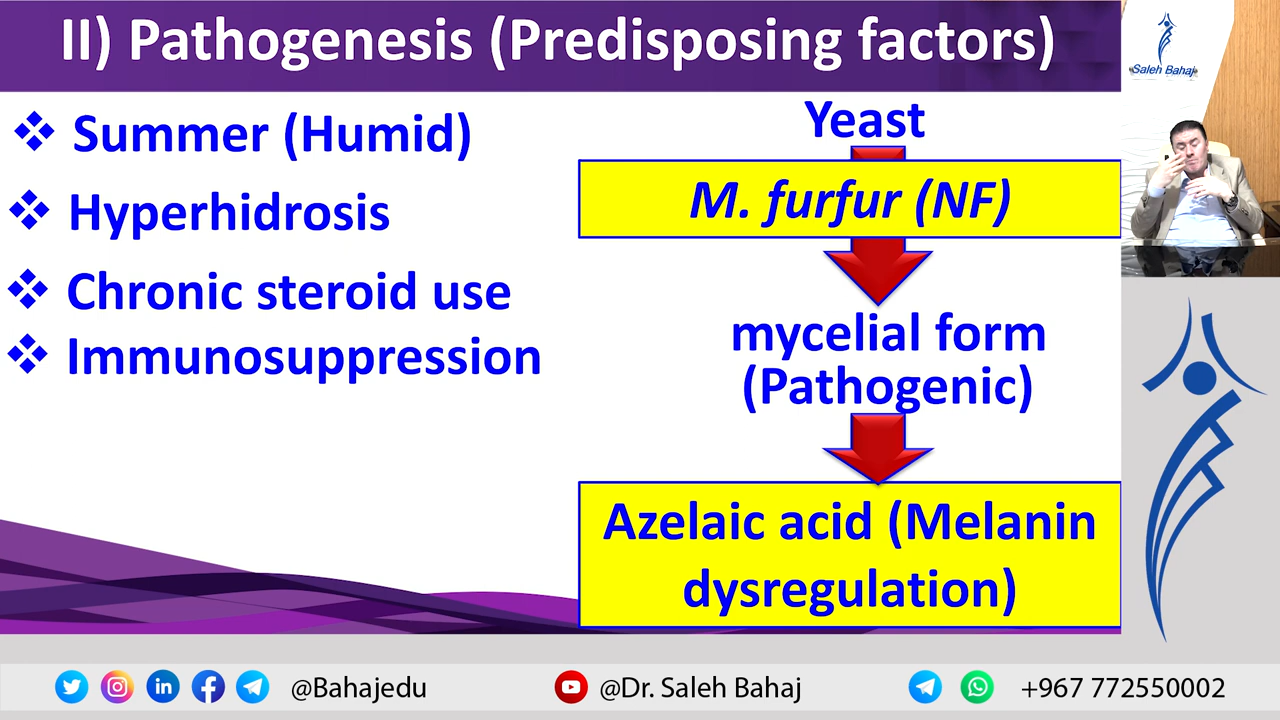 II) Pathogenesis (Predisposing factors)
Saleh Bahaj
❖ Summer (Humid)
❖ Hyperhidrosis
❖ Chronic steroid use
❖ Immunosuppression
Yeast
M. furfur (NF)
mycelial form
(Pathogenic)
Azelaic acid (Melanin
dysregulation)
@Bahajedu
@Dr. Saleh Bahaj
+967 772550002